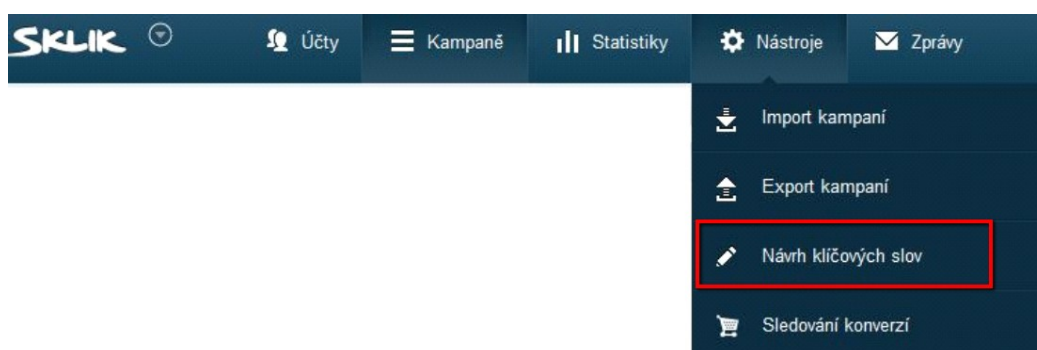 SKLIK Účty Kampaně Statistiky Nástroje Zprávy
Import kampaní
Export kampaní
Návrh klíčových slov
Sledování konverzí